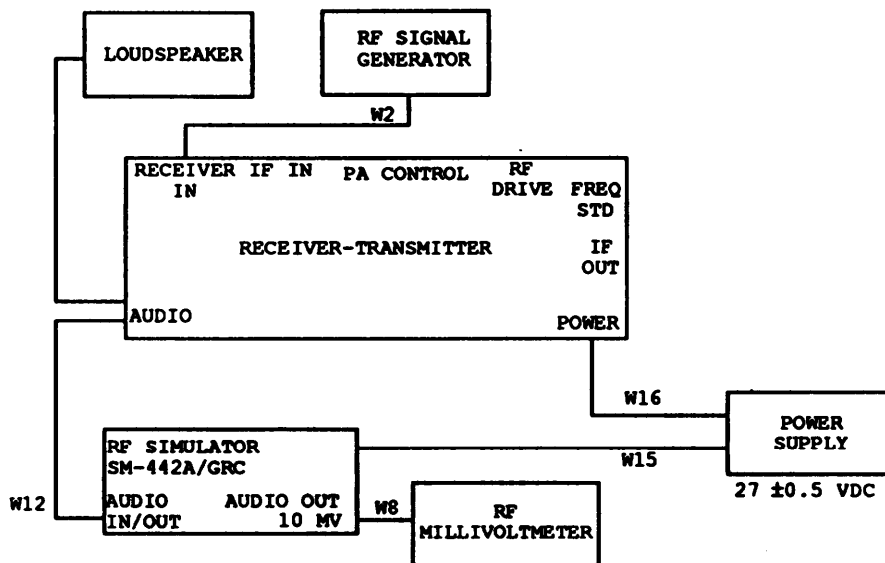 LOUDSPEAKER
RF SIGNAL
GENERATOR
W2
RECEIVER IF IN
IN
PA CONTROL
RF
DRIVE
FREQ
STD
RECEIVER-TRANSMITTER
IF
OUT
AUDIO
POWER
W16
POWER
SUPPLY
W15
27 ±0.5 VDC
RF SIMULATOR
SM-442A/GRC
W12
AUDIO
IN/OUT
AUDIO OUT
10 MV
W8
RF
MILLIVOLTMETER